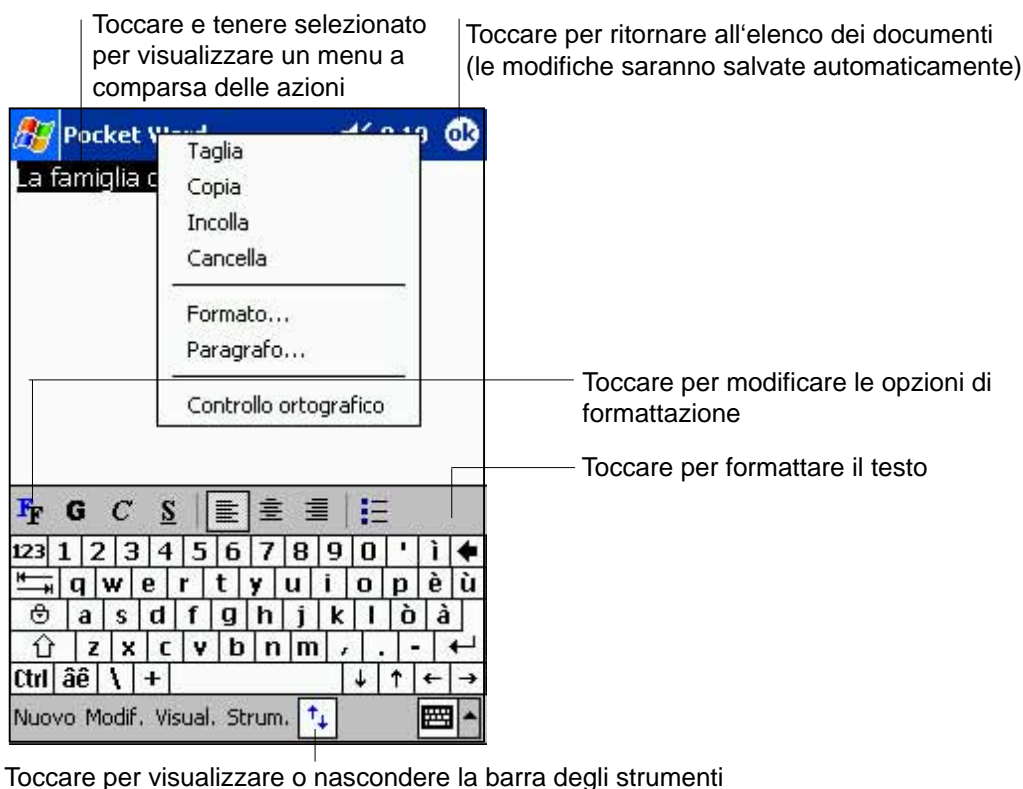 Toccare e tenere selezionato
per visualizzare un menu a
comparsa delle azioni
Toccare per ritornare all‘elenco dei documenti
(le modifiche saranno salvate automaticamente)
Pocket
ok
La famiglia
Taglia
Copia
Incolla
Cancella
Formato...
Paragrafo...
Controllo ortografico
Toccare per modificare le opzioni di
formattazione
Toccare per formattare il testo
FF G C S
123 1 2 3 4 5 6 7 8 9 0 ' ì
q w e r t y u i o p è ù
a s d f g h j k l ò à
z x c v b n m , . -
Ctrl âê \ + ↓ ↑ ← →
Nuovo Modif. Visual. Strum.
Toccare per visualizzare o nascondere la barra degli strumenti